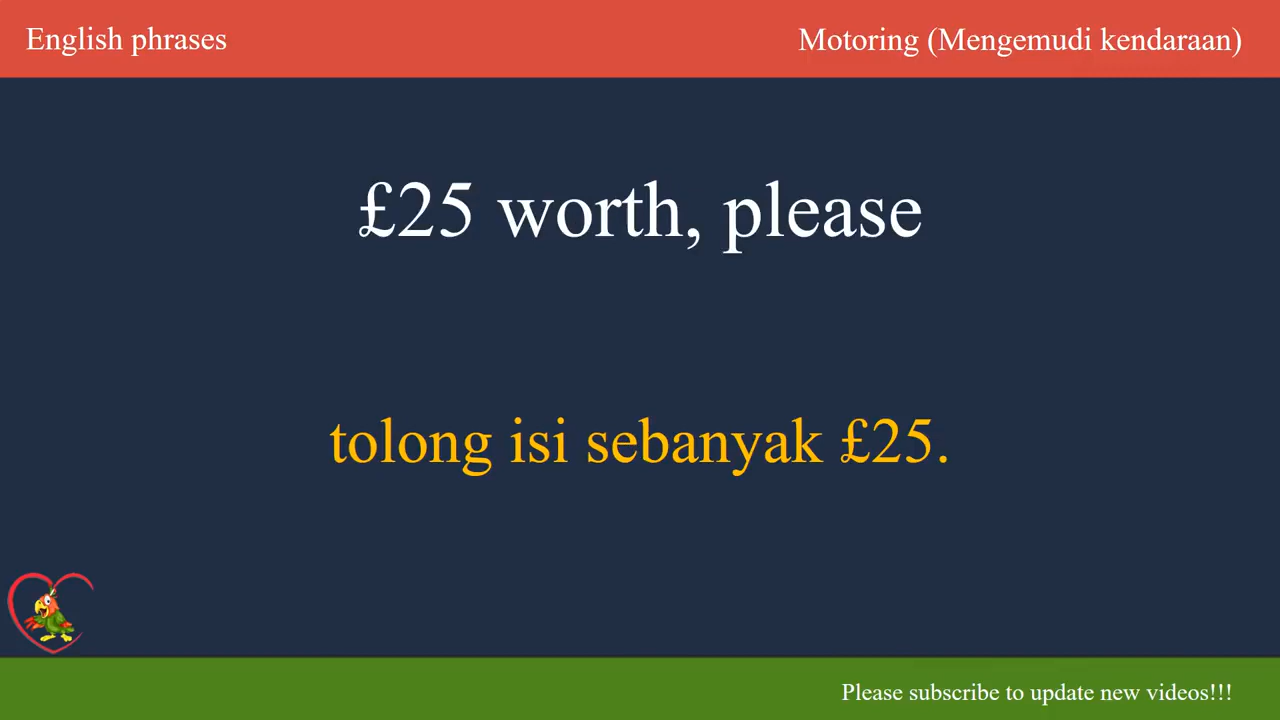 English phrases
Motoring (Mengemudi kendaraan)
£25 worth, please
tolong isi sebanyak £25.
Please subscribe to update new videos!!!